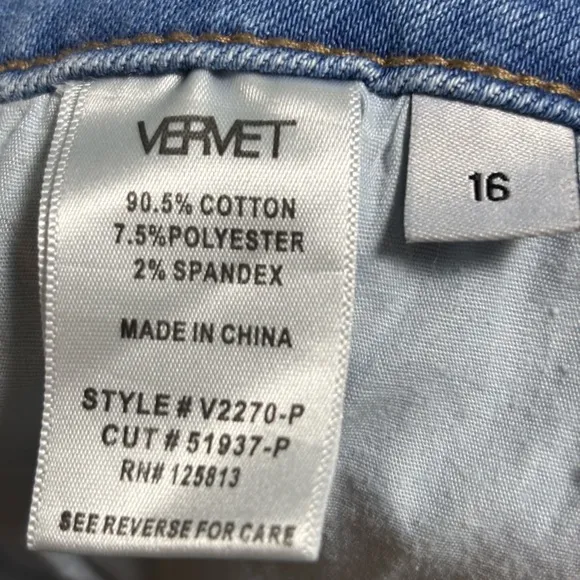 VERVET
90.5% COTTON
7.5%POLYESTER
2% SPANDEX
MADE IN CHINA
STYLE # V2270-P
CUT # 51937-P
RN# 125813
SEE REVERSE FOR CARE
16